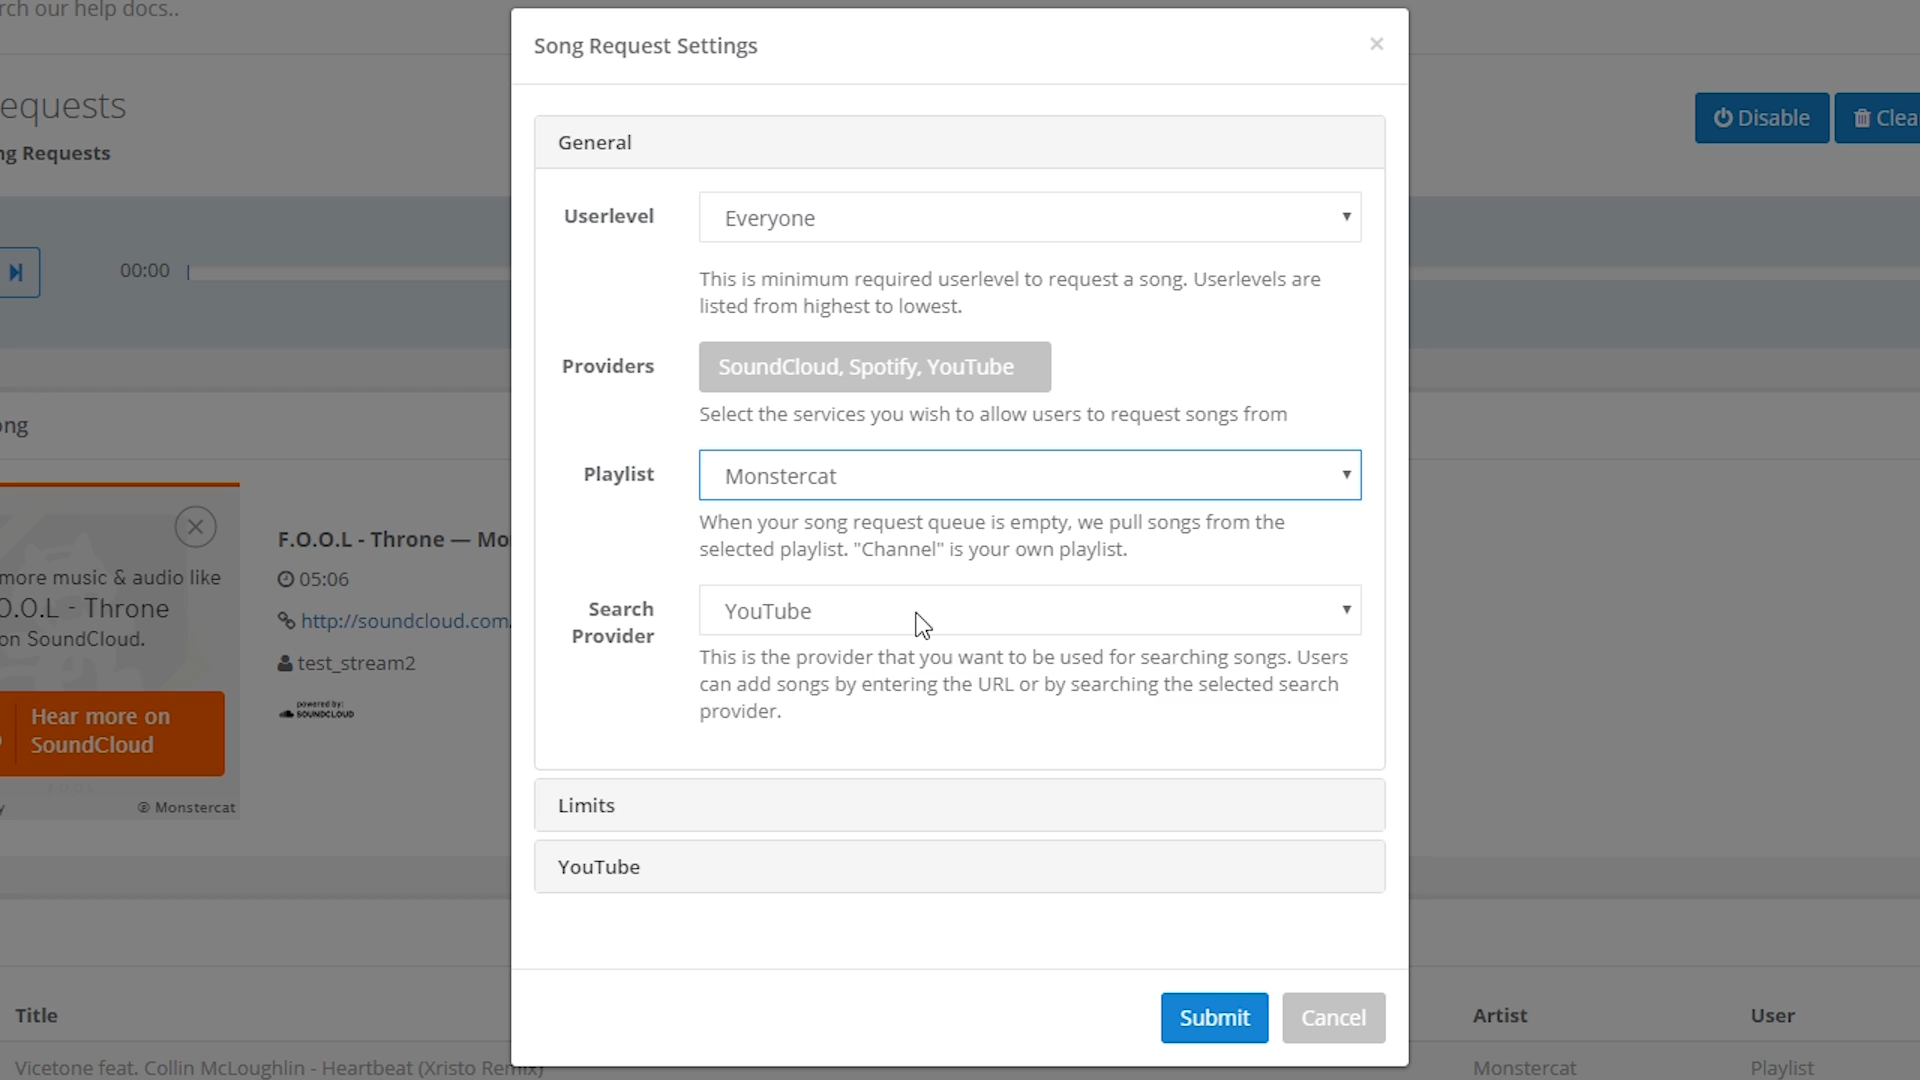 rch our help docs..
Song Request Settings
×
equests
Disable
Clea
ng Requests
General
Userlevel
Everyone
This is minimum required userlevel to request a song. Userlevels are
listed from highest to lowest.
00:00
Providers
SoundCloud, Spotify, YouTube
Select the services you wish to allow users to request songs from
ong
Playlist
Monstercat
When your song request queue is empty, we pull songs from the
selected playlist. "Channel" is your own playlist.
F.O.O.L - Throne — Mo
05:06
http://soundcloud.com.
test_stream2
powered by:
SOUNDCLOUD
more music & audio like
O.O.L - Throne
on SoundCloud.
Hear more on
SoundCloud
y
℗ Monstercat
Search
Provider
YouTube
This is the provider that you want to be used for searching songs. Users
can add songs by entering the URL or by searching the selected search
provider.
Limits
YouTube
Submit
Cancel
Title
Artist
User
Vicetone feat. Collin McLoughlin - Heartbeat (Xristo Remix)
Monstercat
Playlist